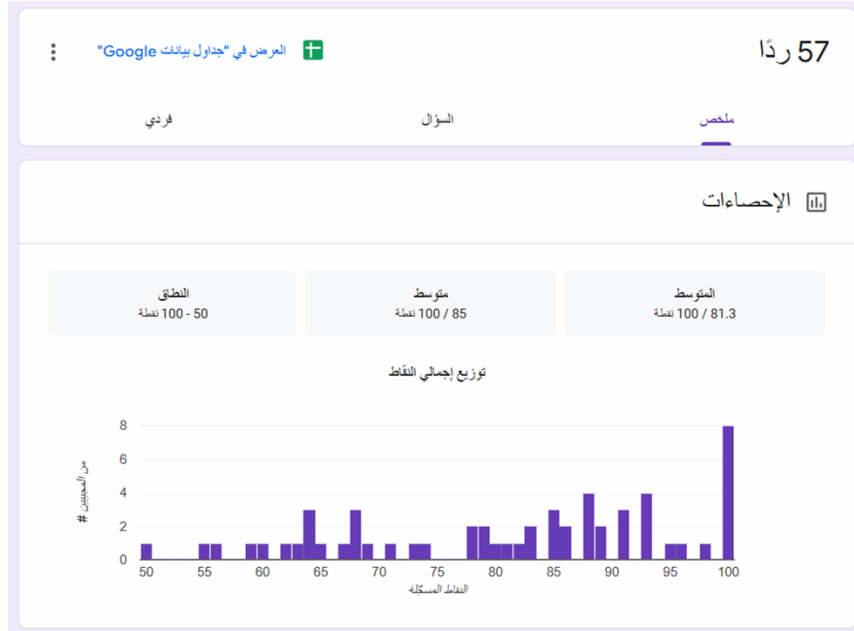 57 ردًا
العرض في "جداول بيانات Google"
ملخص
السؤال
فردي
الإحصاءات
المتوسط
81.3 / 100 نقطة
متوسط
85 / 100 نقطة
النطاق
50 - 100 نقطة
توزيع إجمالي النقاط
# من المجيبين
8
6
4
2
0
50 55 60 65 70 75 80 85 90 95 100
النقاط المسجّلة